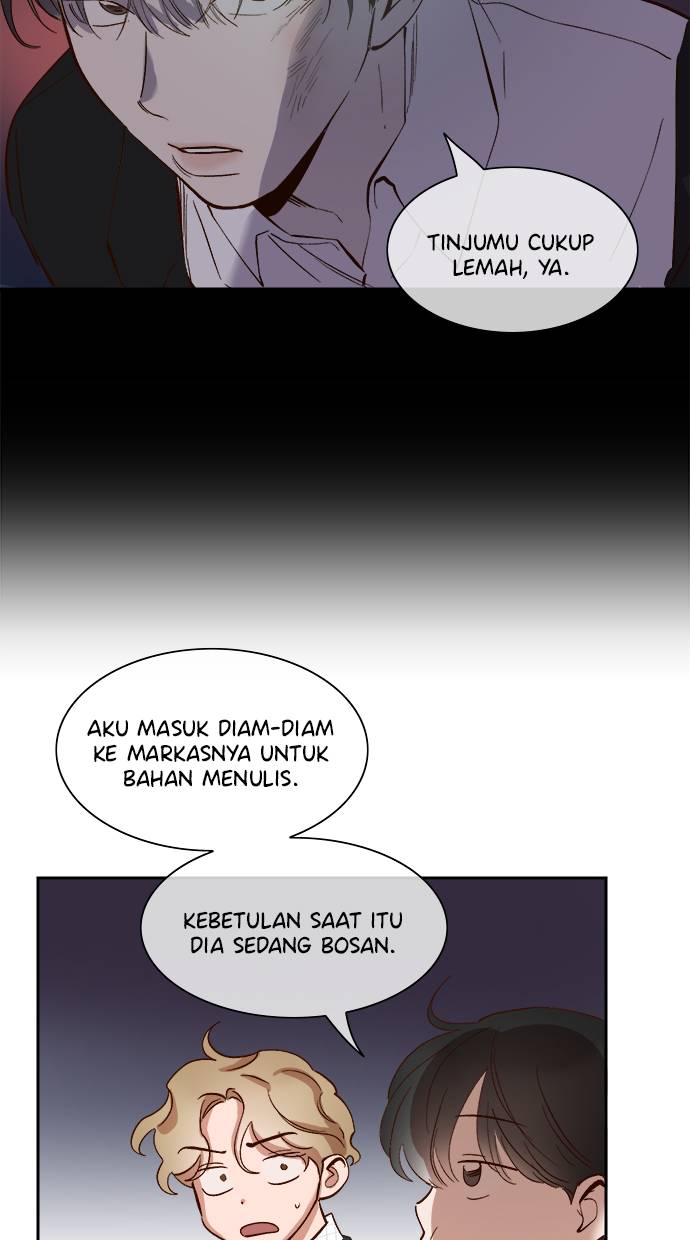 TINJUMU CUKUP
LEMAH, YA.
AKU MASUK DIAM-DIAM
KE MARKASNYA UNTUK
BAHAN MENULIS.
KEBETULAN SAAT ITU
DIA SEDANG BOSAN.